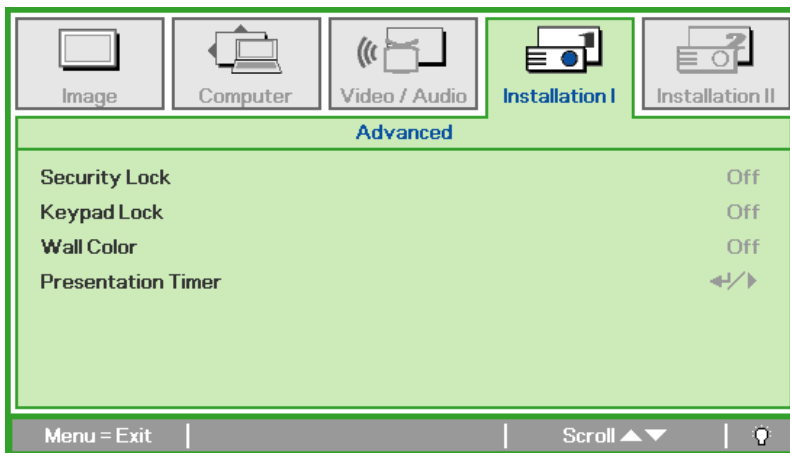 Image Computer Video / Audio Installation I Installation II
Advanced
Security Lock Off
Keypad Lock Off
Wall Color Off
Presentation Timer ↵/▶
Menu = Exit Scroll ▲▼